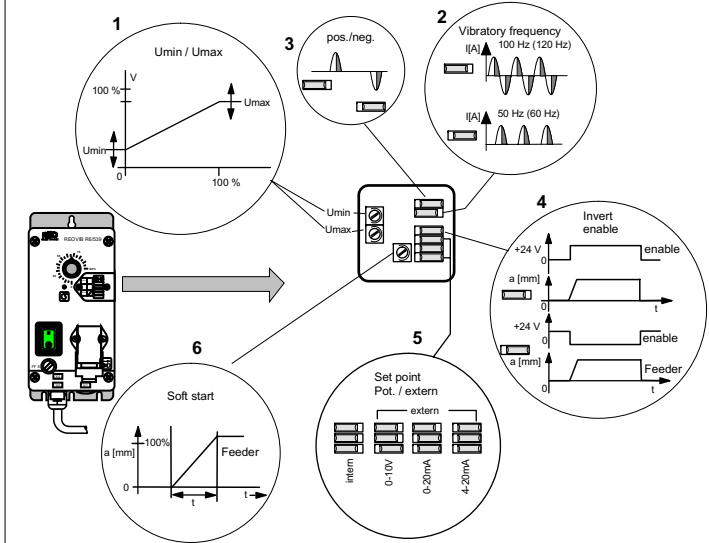 1
Umin / Umax
V
100 %
Umax
Umin
0
100 %
3
pos./neg.
2
Vibratory frequency
I[A]
100 Hz (120 Hz)
I[A]
50 Hz (60 Hz)
Umin
Umax
REOVIB R6/539
4
Invert
enable
+24 V
enable
0
a [mm]
0
t
+24 V
0
enable
a [mm]
Feeder
0
t
5
Set point
Pot. / extern
extern
intern
0-10V
0-20mA
4-20mA
6
Soft start
a [mm]
100%
Feeder
0
t
t